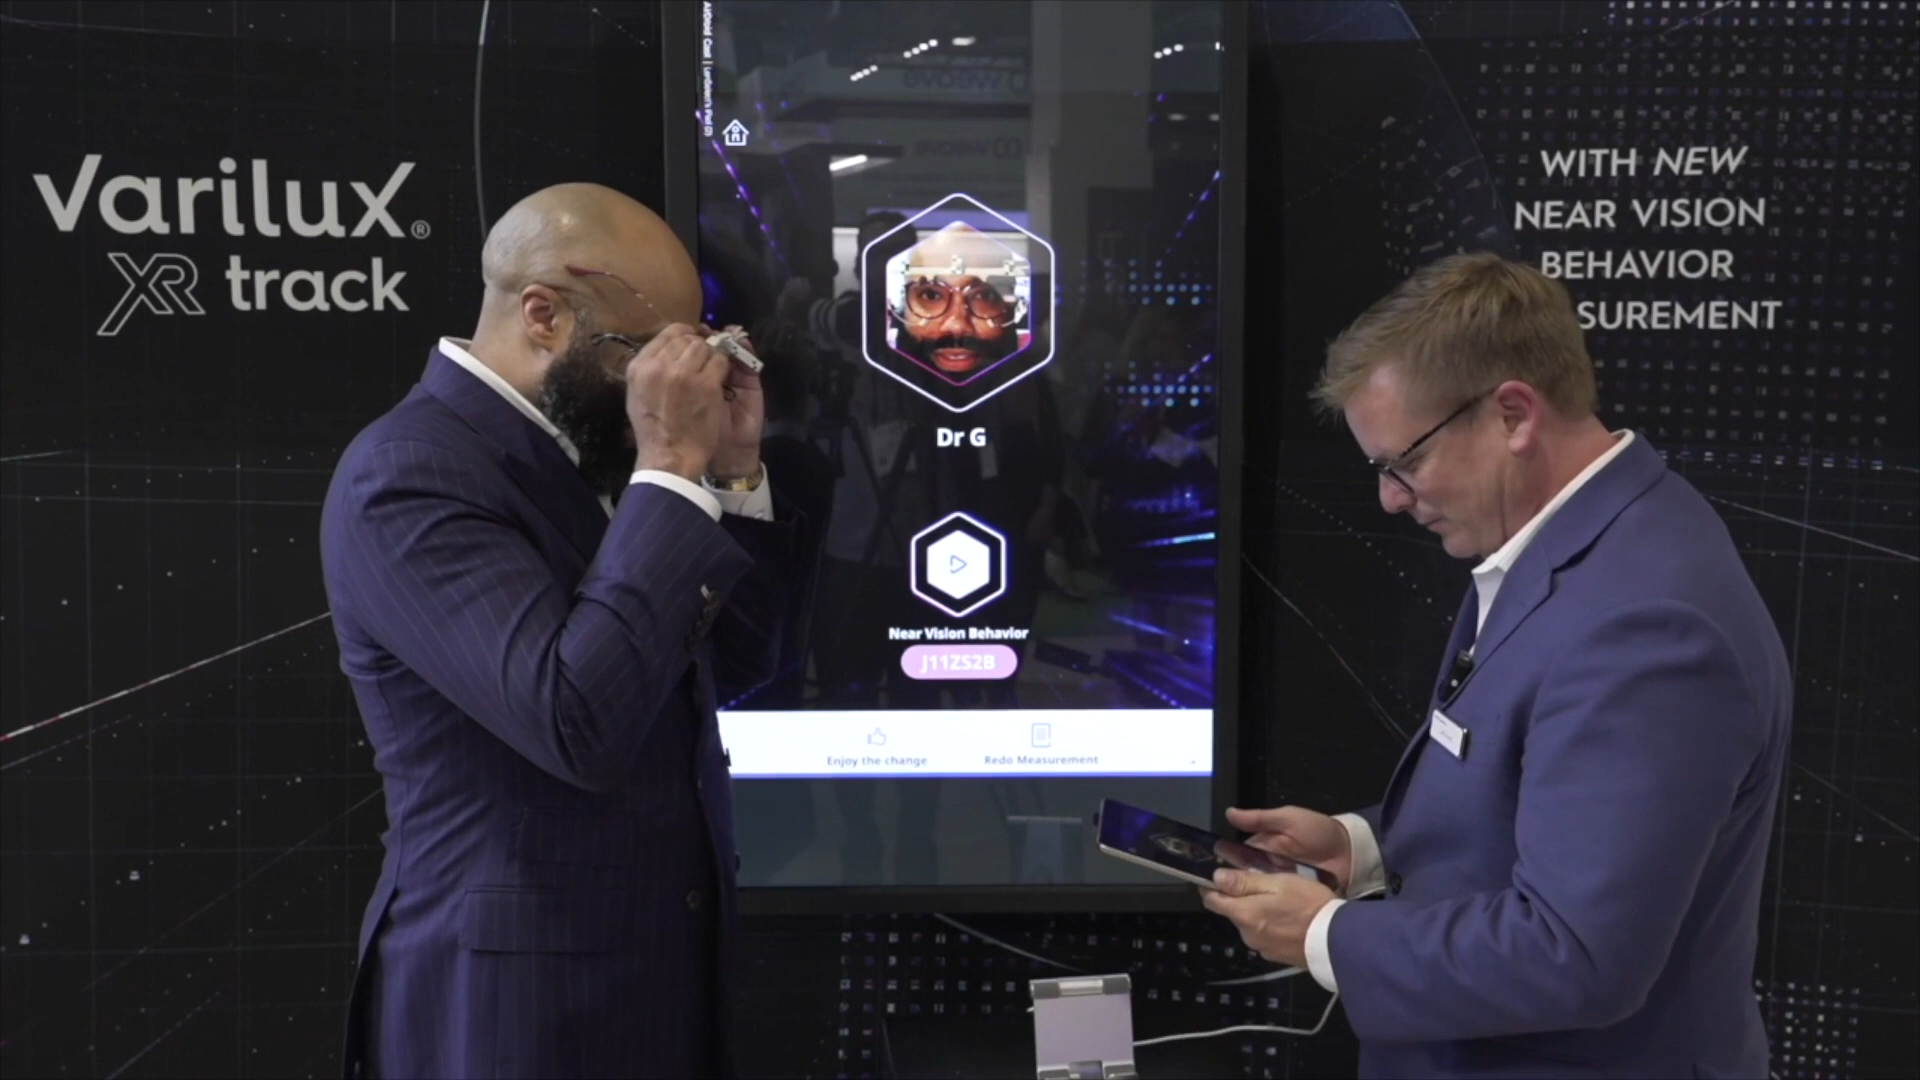 varilux®
XR track
Dr G
Near Vision Behavior
J11ZS2B
Enjoy the change
Redo Measurement
WITH NEW
NEAR VISION
BEHAVIOR
SUREMENT